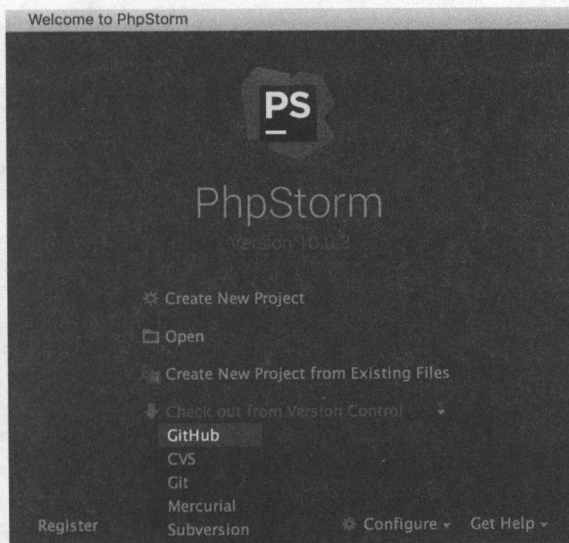 Welcome to PhpStorm
PS
PhpStorm
Version 10.0.3
Create New Project
Open
Create New Project from Existing Files
Check out from Version Control
GitHub
CVS
Git
Mercurial
Subversion
Register
Configure
Get Help